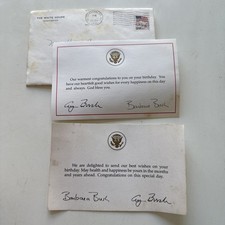 THE WHITE HOUSE
WASHINGTON
Our warmest congratulations to you on your birthday. You
have our heartfelt good wishes for every happiness on this day
and always. God bless you.
G Bush Barbara Bush
We are delighted to send our best wishes on your
birthday. May health and happiness be yours in the months
and years ahead. Congratulations on this special day.
Barbara Bush G Bush